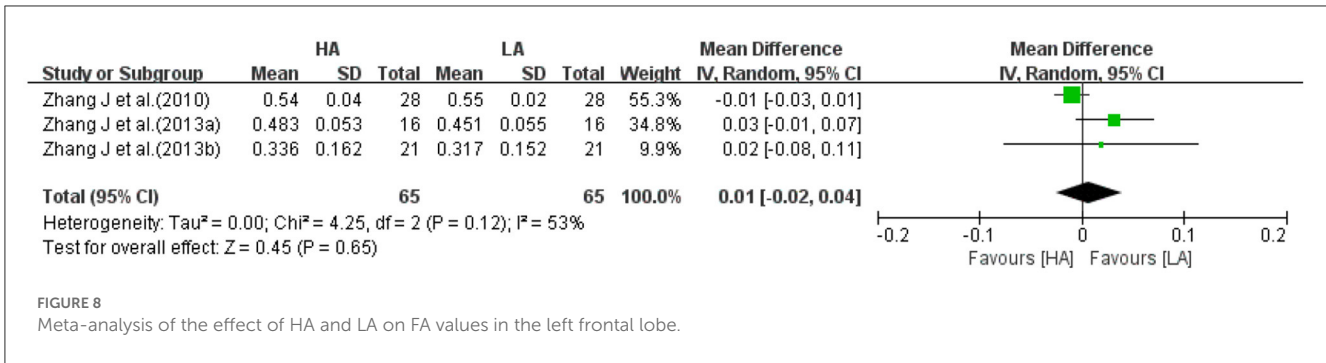 HA LA Mean Difference Mean Difference
Study or Subgroup Mean SD Total Mean SD Total Weight IV, Random, 95% CI IV, Random, 95% CI
Zhang J et al.(2010) 0.54 0.04 28 0.55 0.02 28 55.3% -0.01 [-0.03, 0.01]
Zhang J et al.(2013a) 0.483 0.053 16 0.451 0.055 16 34.8% 0.03 [-0.01, 0.07]
Zhang J et al.(2013b) 0.336 0.162 21 0.317 0.152 21 9.9% 0.02 [-0.08, 0.11]
Total (95% CI) 65 65 100.0% 0.01 [-0.02, 0.04]
Heterogeneity: Tau² = 0.00; Chi² = 4.25, df = 2 (P = 0.12); I² = 53%
Test for overall effect: Z = 0.45 (P = 0.65)
-0.2 -0.1 0 0.1 0.2
Favours [HA] Favours [LA]
FIGURE 8
Meta-analysis of the effect of HA and LA on FA values in the left frontal lobe.